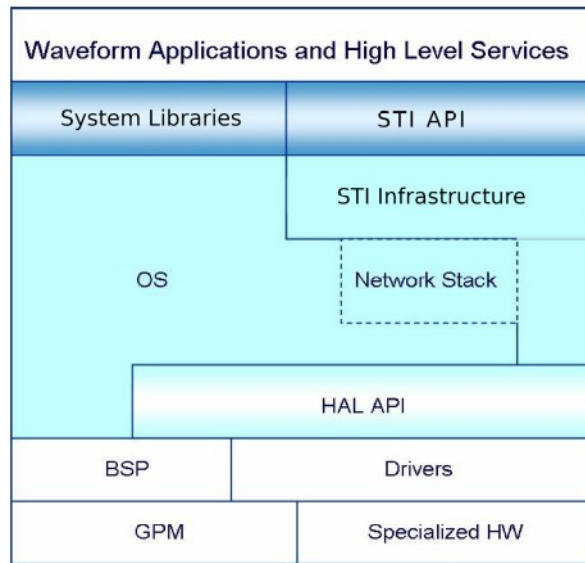 Waveform Applications and High Level Services
System Libraries
STI API
STI Infrastructure
OS
Network Stack
HAL API
BSP
Drivers
GPM
Specialized HW